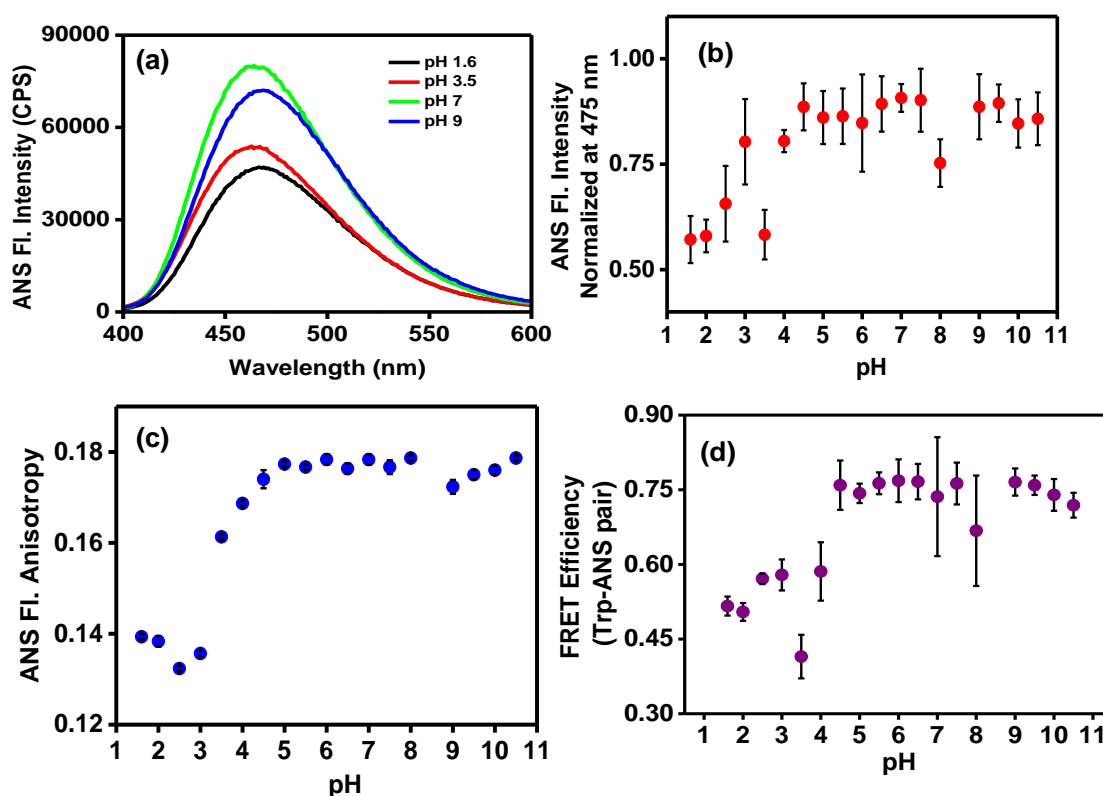 (a)
ANS Fl. Intensity (CPS)
90000
60000
30000
0
pH 1.6
pH 3.5
pH 7
pH 9
400 450 500 550 600
Wavelength (nm)
(b)
ANS Fl. Intensity
Normalized at 475 nm
1.00
0.75
0.50
1 2 3 4 5 6 7 8 9 10 11
pH
(c)
ANS Fl. Anisotropy
0.18
0.16
0.14
0.12
1 2 3 4 5 6 7 8 9 10 11
pH
(d)
FRET Efficiency
(Trp-ANS pair)
0.90
0.75
0.60
0.45
0.30
1 2 3 4 5 6 7 8 9 10 11
pH